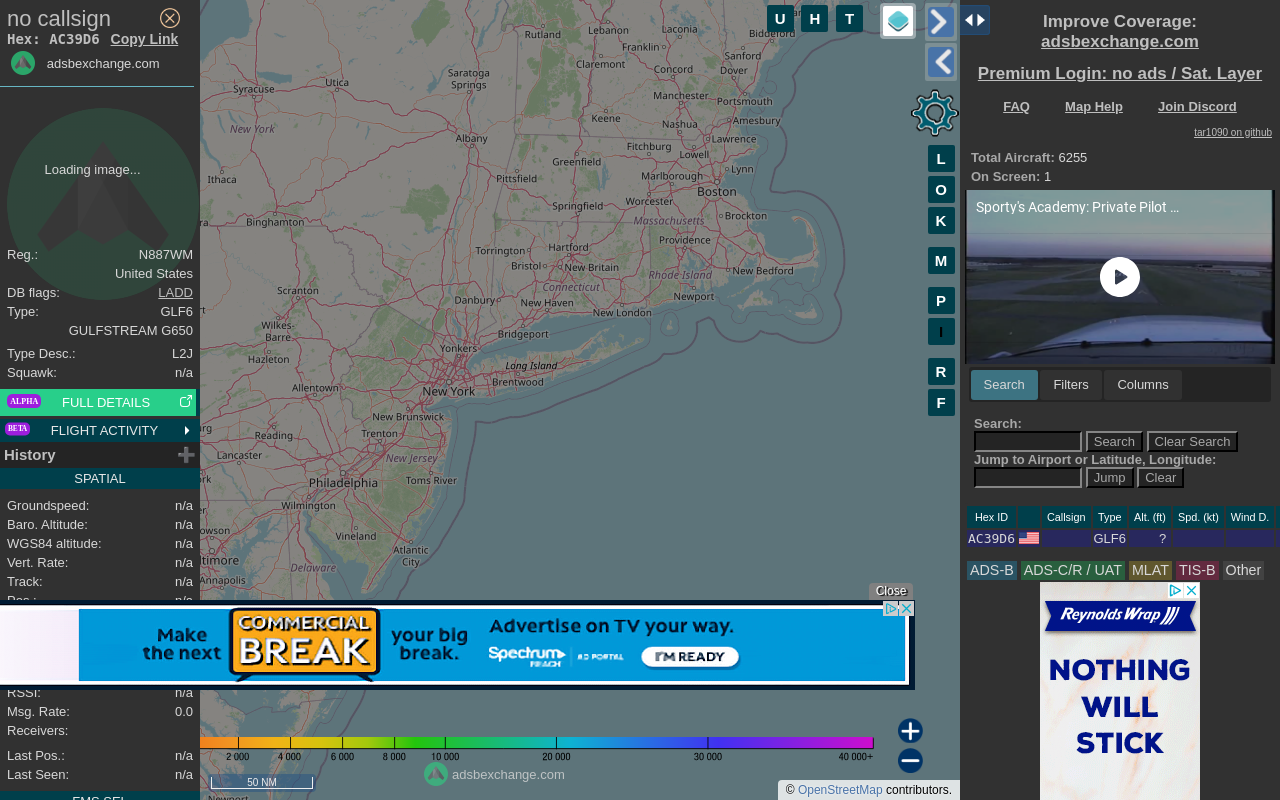 no callsign
Hex: AC39D6 Copy Link
adsbexchange.com
Loading image...
Reg.: N887WM
United States
DB flags: LADD
Type: GLF6
GULFSTREAM G650
Type Desc.: L2J
Squawk: n/a
ALPHA FULL DETAILS
BETA FLIGHT ACTIVITY
History
SPATIAL
Groundspeed: n/a
Baro. Altitude: n/a
WGS84 altitude: n/a
Vert. Rate: n/a
Track: n/a
Pos.: n/a
RSSI: n/a
Msg. Rate: 0.0
Receivers:
Last Pos.: n/a
Last Seen: n/a
FMS SEL
U H T
L
O
K
M
P
I
R
F
Rutland
Lebanon
Laconia
Franklin
Sanford
Claremont
Concord
Dover
Saratoga
Springs
Utica
Syracuse
Manchester
Portsmouth
Keene
Nashua
Amesbury
New York
Albany
Lawrence
Fitchburg
Lowell
Greenfield
Lynn
Ithaca
Pittsfield
Marlborough
Boston
Worcester
Springfield
Brockton
Binghamton
Massachusetts
Providence
Hartford
Torrington
Bristol
New Britain
New Bedford
Rhode Island
Connecticut
Scranton
Danbury
New Haven
Newport
New London
Wilkes-
Barre
Bridgeport
Yonkers
Hazleton
Long Island
Brentwood
Allentown
New York
New Brunswick
Reading
Trenton
Lancaster
New Jersey
Philadelphia
Toms River
Wilmington
Vineland
Atlantic
City
Annapolis
Delaware
Close
Make
the next
COMMERCIAL
BREAK
your big
break.
Advertise on TV your way.
Spectrum
REACH
AD PORTAL
I'M READY
2 000 4 000 6 000 8 000 10 000 20 000 30 000 40 000+
adsbexchange.com
50 NM
Newport
© OpenStreetMap contributors.
Improve Coverage:
adsbexchange.com
Premium Login: no ads / Sat. Layer
FAQ Map Help Join Discord
tar1090 on github
Total Aircraft: 6255
On Screen: 1
Sporty's Academy: Private Pilot …
Search Filters Columns
Search:
Search Clear Search
Jump to Airport or Latitude, Longitude:
Jump Clear
Hex ID Callsign Type Alt. (ft) Spd. (kt) Wind D.
AC39D6 GLF6 ?
ADS-B ADS-C/R / UAT MLAT TIS-B Other
Reynolds Wrap
NOTHING
WILL
STICK